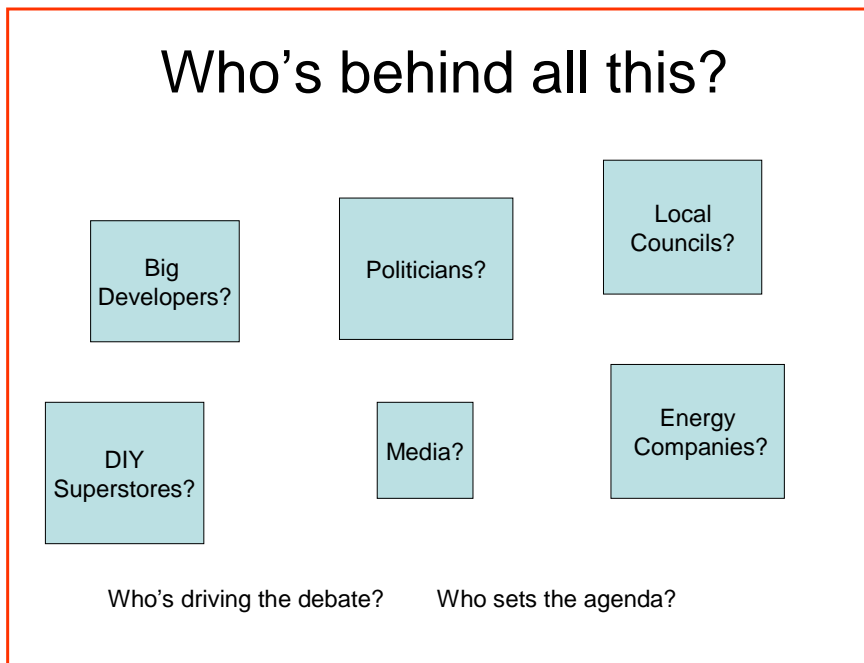 Who's behind all this?
Big
Developers?
Politicians?
Local
Councils?
DIY
Superstores?
Media?
Energy
Companies?
Who's driving the debate?
Who sets the agenda?